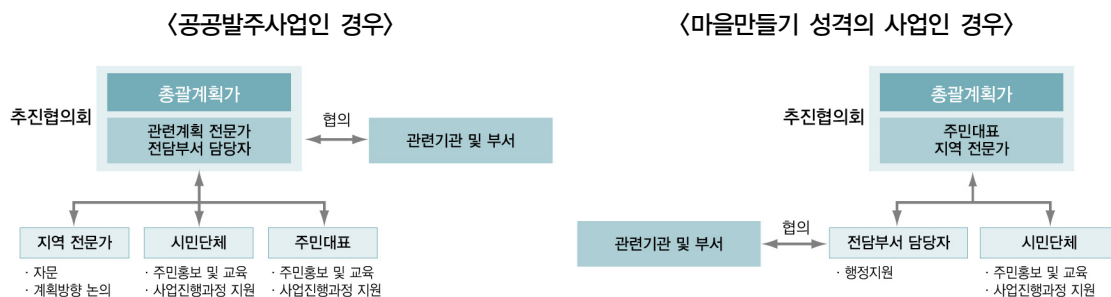 〈공공발주사업인 경우〉
추진협의회
총괄계획가
관련계획 전문가
전담부서 담당자
협의
관련기관 및 부서
지역 전문가
· 자문
· 계획방향 논의
시민단체
· 주민홍보 및 교육
· 사업진행과정 지원
주민대표
· 주민홍보 및 교육
· 사업진행과정 지원
〈마을만들기 성격의 사업인 경우〉
추진협의회
총괄계획가
주민대표
지역 전문가
관련기관 및 부서
협의
전담부서 담당자
· 행정지원
시민단체
· 주민홍보 및 교육
· 사업진행과정 지원